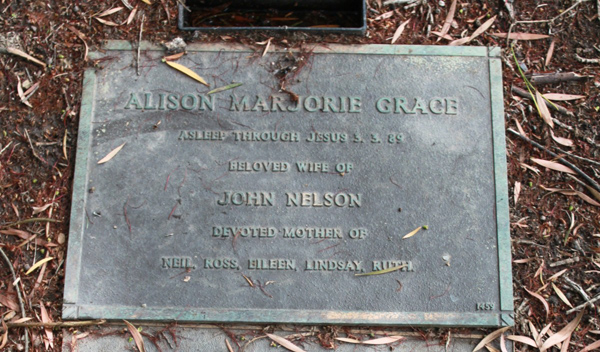 ALISON MARJORIE GRACE
ASLEEP THROUGH JESUS 3. 3. 89
BELOVED WIFE OF
JOHN NELSON
DEVOTED MOTHER OF
NEIL, ROSS, EILEEN, LINDSAY, RUTH.
1459